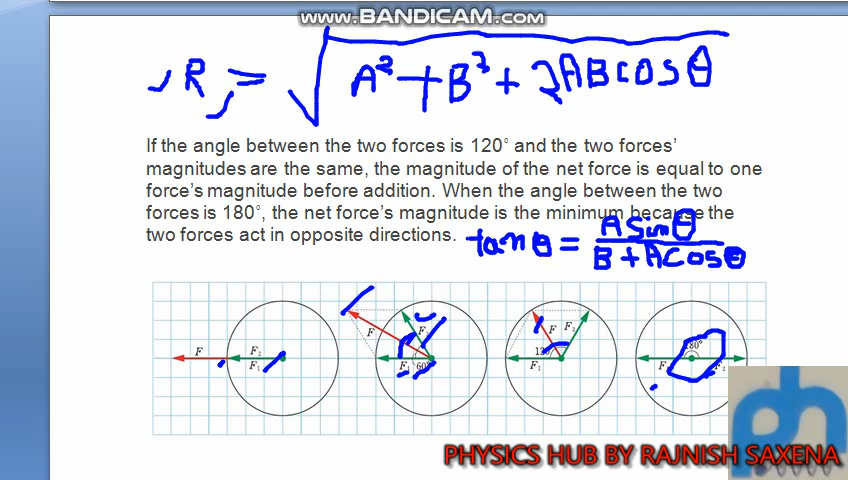 www.BANDICAM.com
R = √A² + B² + 2ABCOSθ
If the angle between the two forces is 120° and the two forces’
magnitudes are the same, the magnitude of the net force is equal to one
force’s magnitude before addition. When the angle between the two
forces is 180°, the net force’s magnitude is the minimum because the
two forces act in opposite directions.
tanθ = A Sinθ / B + A COSθ
F F₂ F₁
F F₂ F₁ 60°
F F₂ 120° F₁
180° F₁ F₂
PHYSICS HUB BY RAJNISH SAXENA